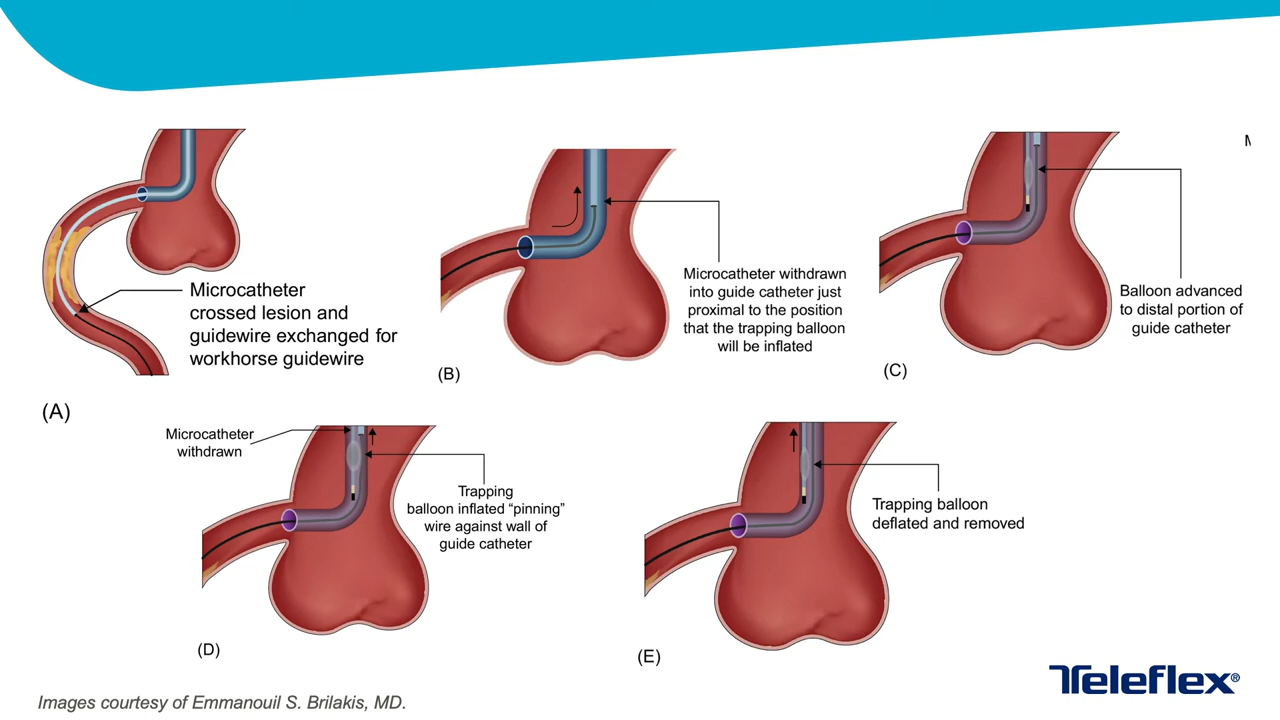 Microcatheter
crossed lesion and
guidewire exchanged for
workhorse guidewire
(A)
Microcatheter withdrawn
into guide catheter just
proximal to the position
that the trapping balloon
will be inflated
(B)
Balloon advanced
to distal portion of
guide catheter
(C)
Microcatheter
withdrawn
Trapping
balloon inflated “pinning”
wire against wall of
guide catheter
(D)
Trapping balloon
deflated and removed
(E)
Images courtesy of Emmanouil S. Brilakis, MD.
Teleflex®